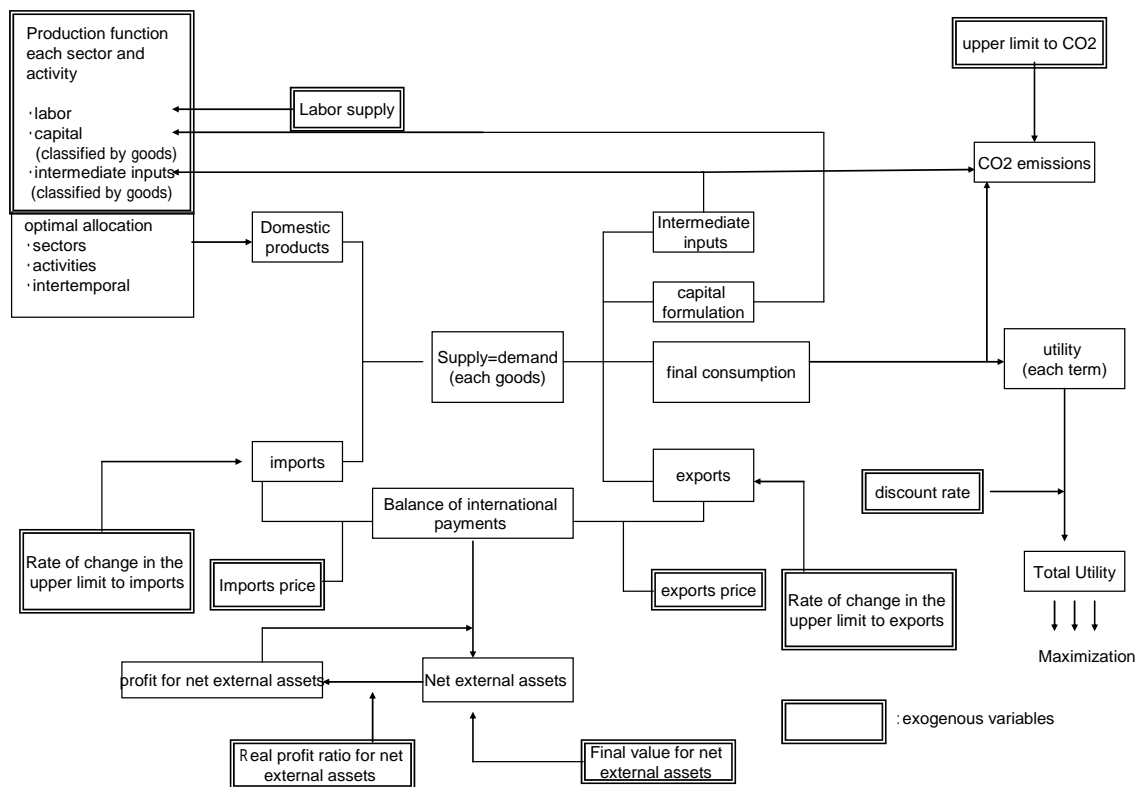 Production function
each sector and
activity
·labor
·capital
(classified by goods)
·intermediate inputs
(classified by goods)
optimal allocation
·sectors
·activities
·intertemporal
Labor supply
upper limit to CO2
CO2 emissions
Domestic
products
Intermediate
inputs
capital
formulation
Supply=demand
(each goods)
final consumption
utility
(each term)
imports
exports
discount rate
Balance of international
payments
Rate of change in the
upper limit to imports
Imports price
exports price
Rate of change in the
upper limit to exports
Total Utility
Maximization
profit for net external assets
Net external assets
: exogenous variables
Real profit ratio for net
external assets
Final value for net
external assets